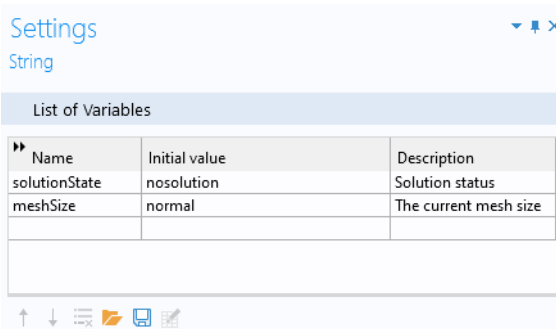 Settings
String
List of Variables
Name Initial value Description
solutionState nosolution Solution status
meshSize normal The current mesh size